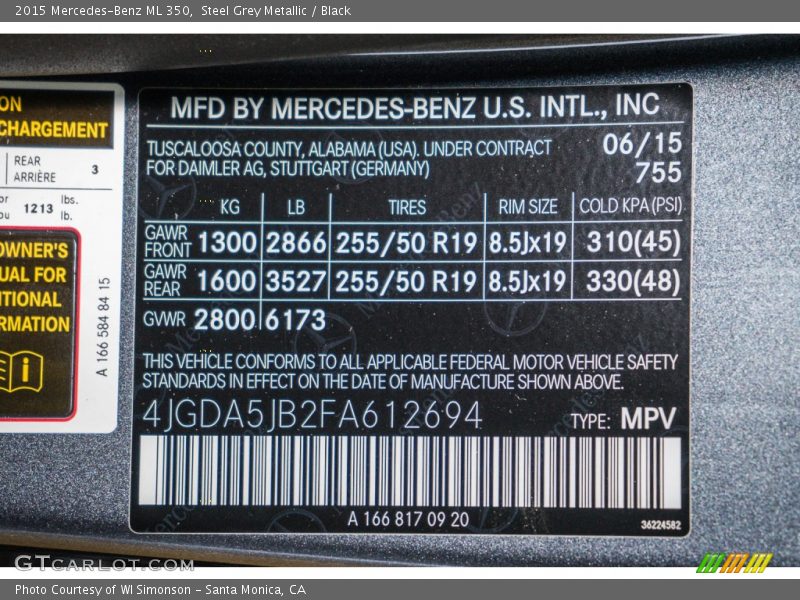 2015 Mercedes-Benz ML 350, Steel Grey Metallic / Black
ON
CHARGEMENT
REAR
ARRIÈRE 3
or
ou 1213 lbs.
lb.
OWNER'S
UAL FOR
ITIONAL
RMATION
A 166 584 84 15
MFD BY MERCEDES-BENZ U.S. INTL., INC
TUSCALOOSA COUNTY, ALABAMA (USA). UNDER CONTRACT
FOR DAIMLER AG, STUTTGART (GERMANY)
06/15
755
KG LB TIRES RIM SIZE COLD KPA (PSI)
GAWR
FRONT 1300 2866 255/50 R19 8.5Jx19 310(45)
GAWR
REAR 1600 3527 255/50 R19 8.5Jx19 330(48)
GVWR 2800 6173
THIS VEHICLE CONFORMS TO ALL APPLICABLE FEDERAL MOTOR VEHICLE SAFETY
STANDARDS IN EFFECT ON THE DATE OF MANUFACTURE SHOWN ABOVE.
4JGDA5JB2FA612694 TYPE: MPV
A 166 817 09 20
36224582
GTcarlot.com
Photo Courtesy of WI Simonson - Santa Monica, CA